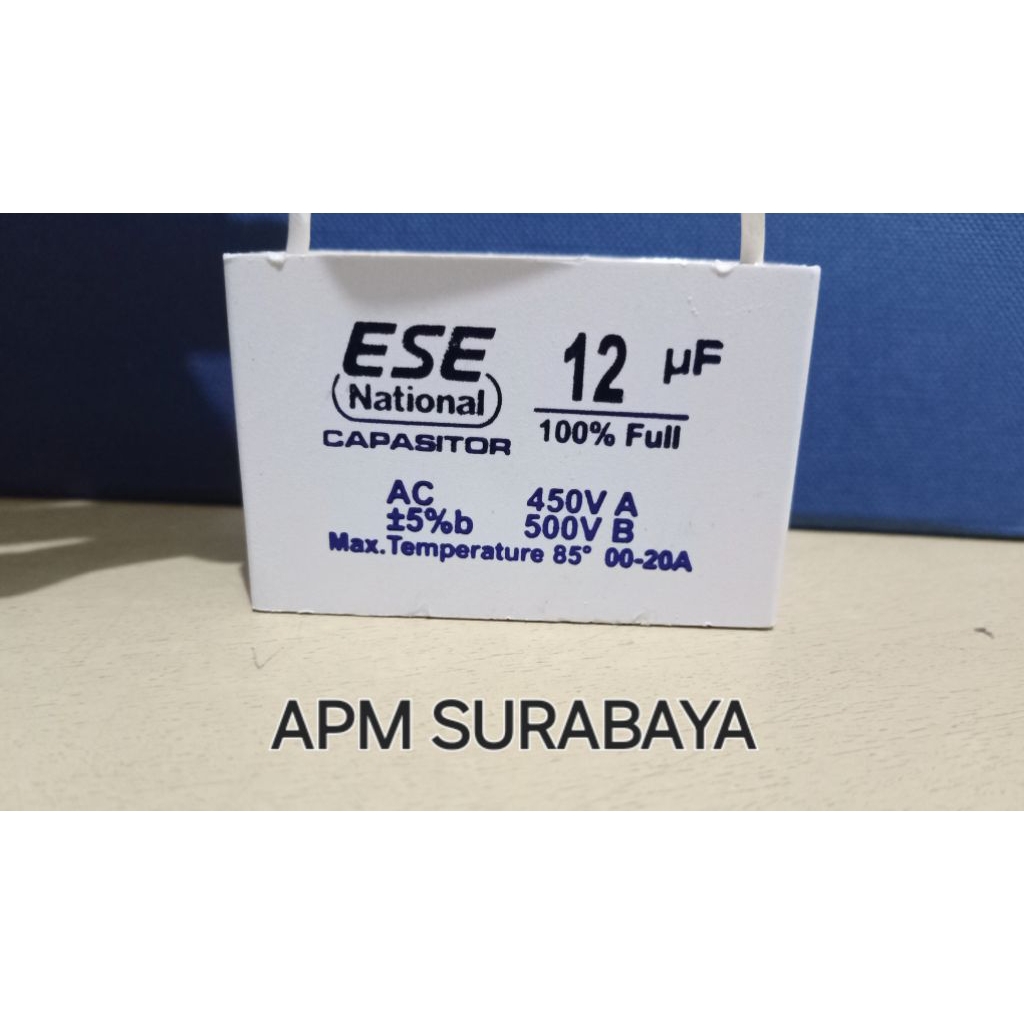 ESE
National
CAPASITOR
12 µF
100% Full
AC 450V A
±5%b 500V B
Max.Temperature 85° 00-20A
APM SURABAYA